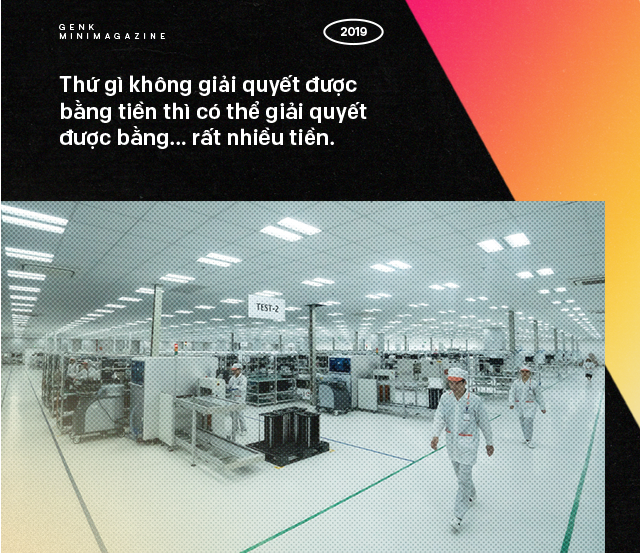 GENK
MINIMAGAZINE
2019
Thứ gì không giải quyết được
bằng tiền thì có thể giải quyết
được bằng... rất nhiều tiền.
TEST-2